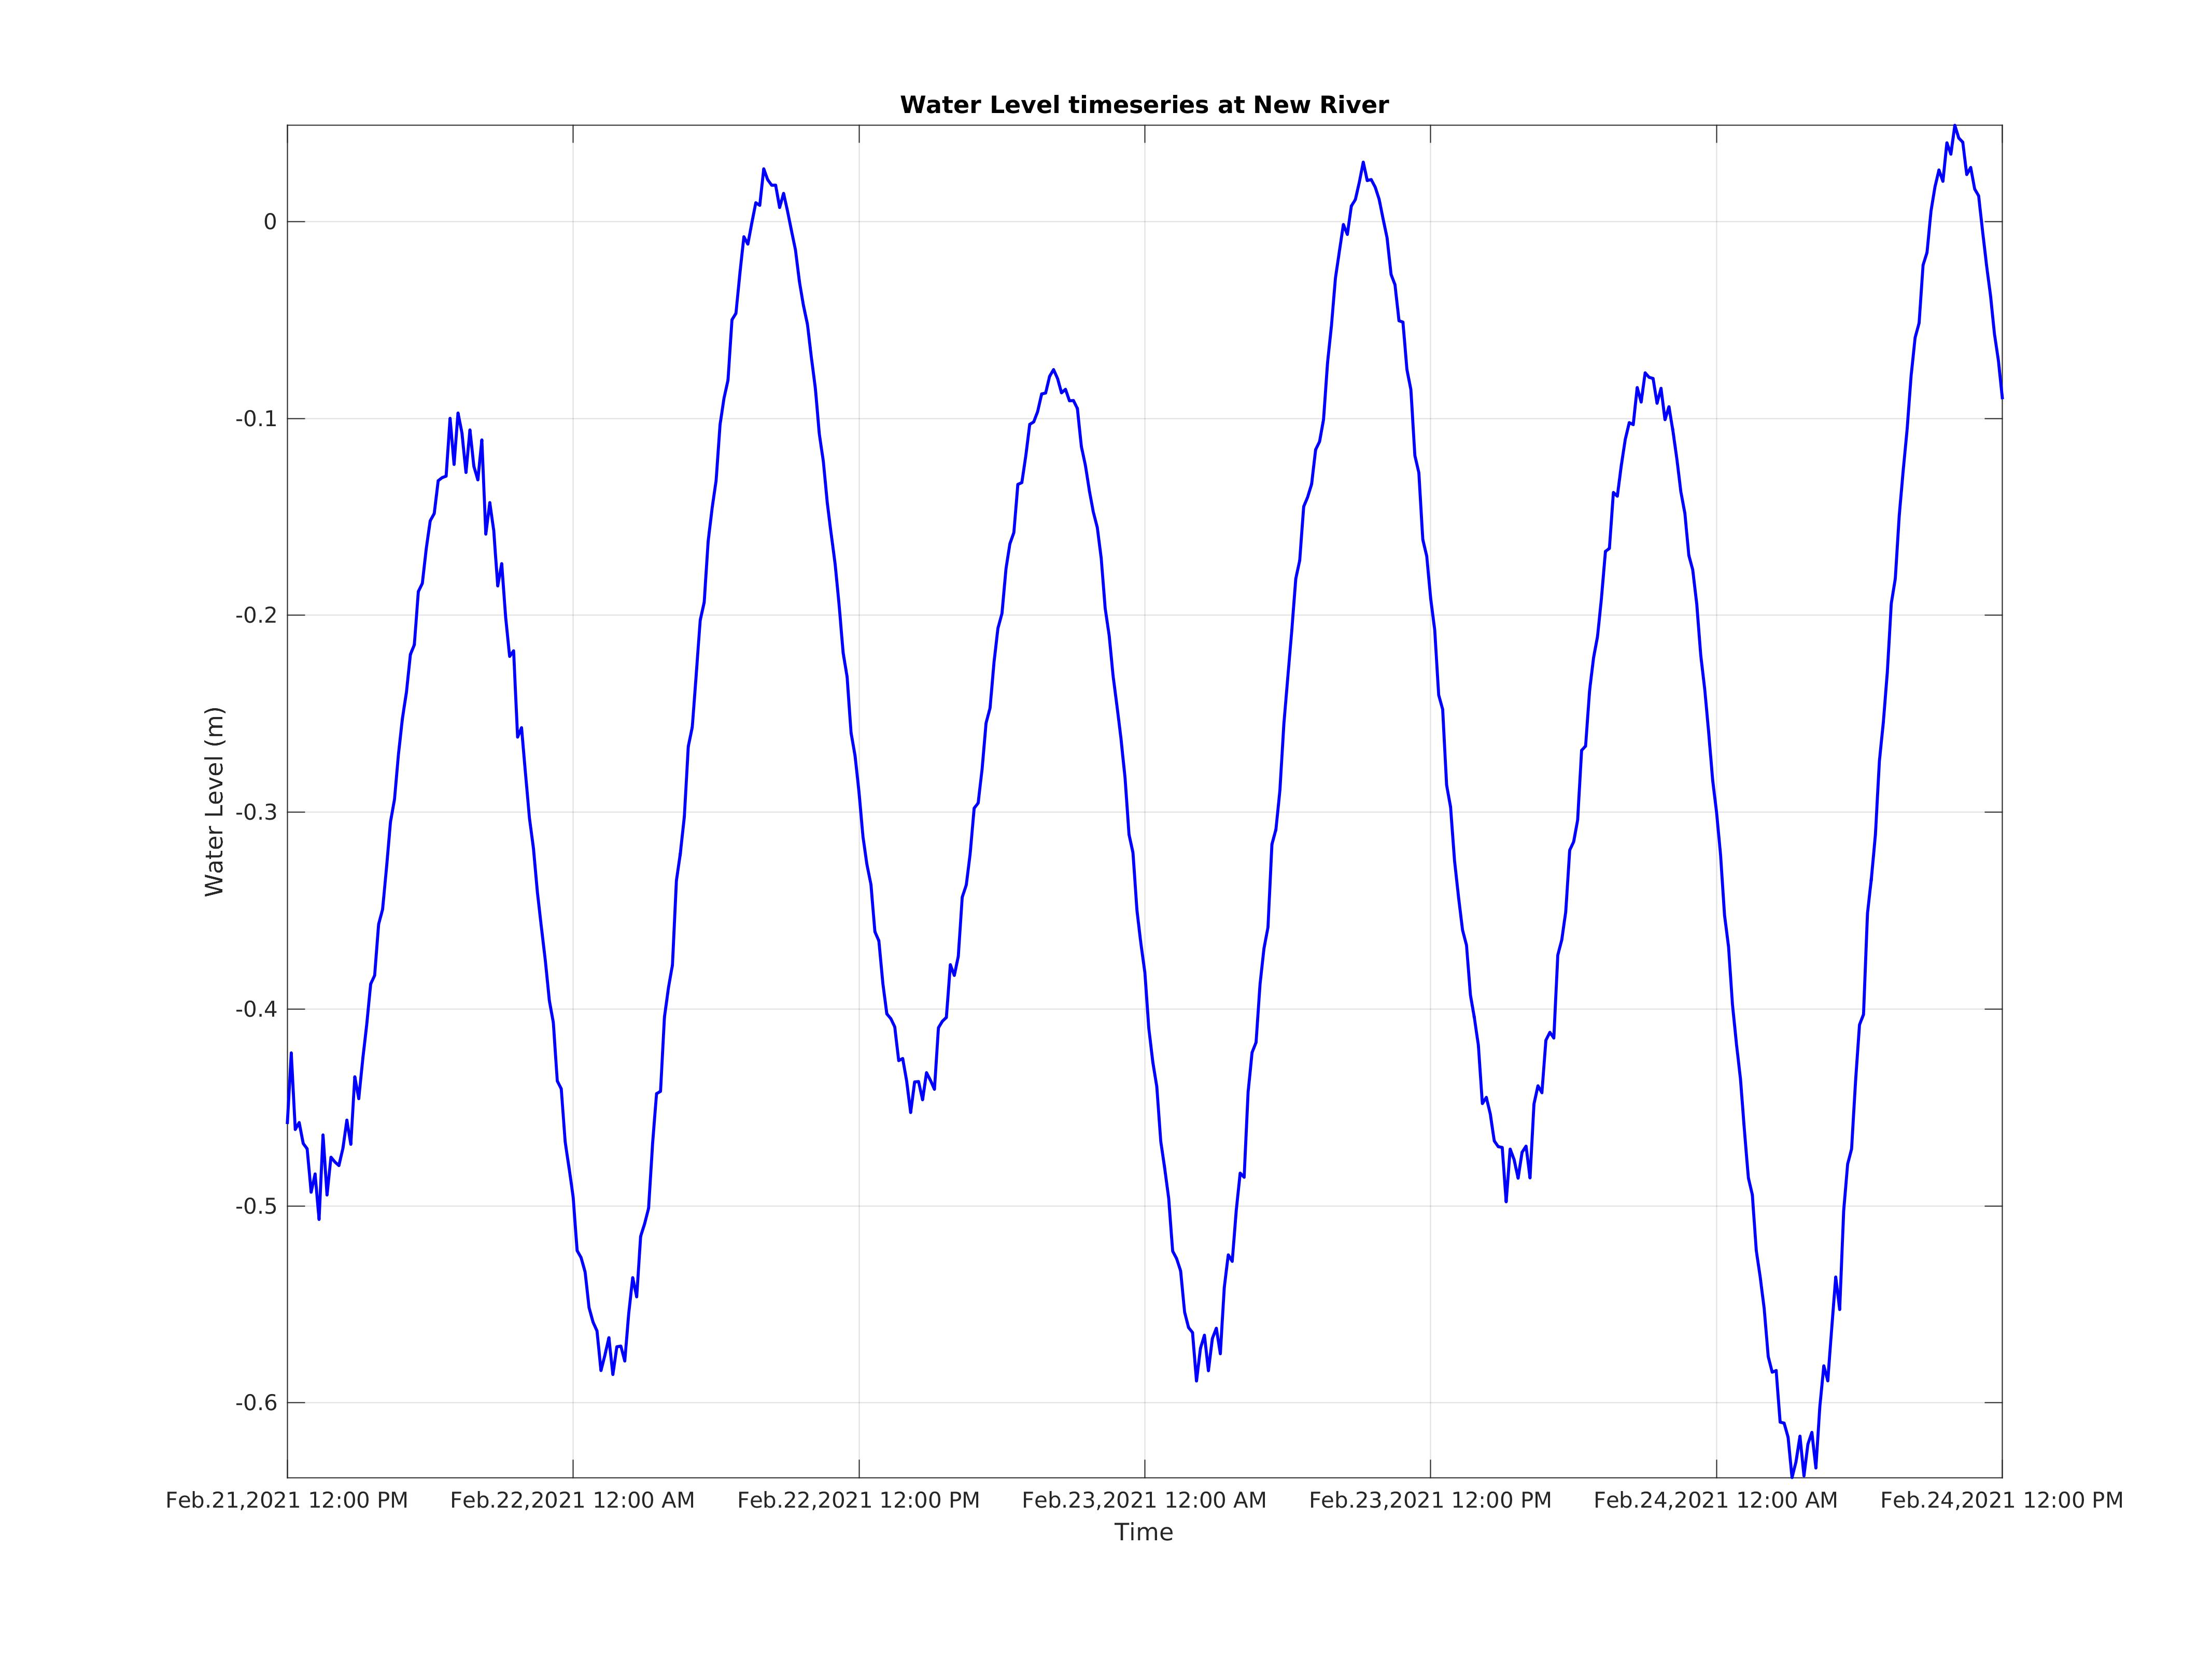 Water Level timeseries at New River
Water Level (m)
0
-0.1
-0.2
-0.3
-0.4
-0.5
-0.6
Feb.21,2021 12:00 PM
Feb.22,2021 12:00 AM
Feb.22,2021 12:00 PM
Feb.23,2021 12:00 AM
Feb.23,2021 12:00 PM
Feb.24,2021 12:00 AM
Feb.24,2021 12:00 PM
Time